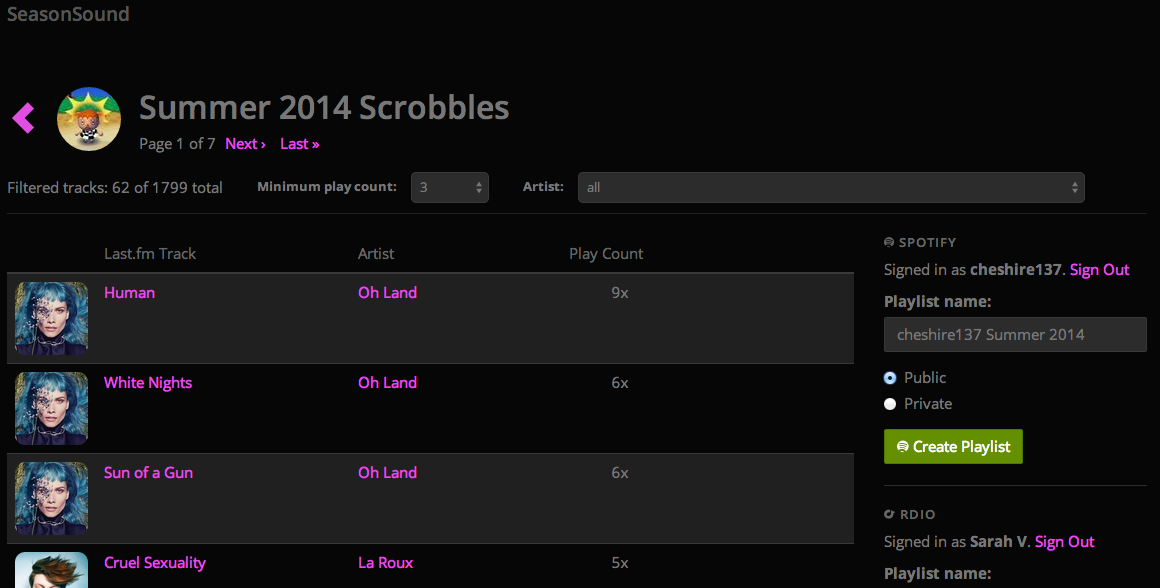 SeasonSound
Summer 2014 Scrobbles
Page 1 of 7 Next › Last »
Filtered tracks: 62 of 1799 total Minimum play count: 3 Artist: all
Last.fm Track Artist Play Count
Human Oh Land 9x
White Nights Oh Land 6x
Sun of a Gun Oh Land 6x
Cruel Sexuality La Roux 5x
SPOTIFY
Signed in as cheshire137. Sign Out
Playlist name:
cheshire137 Summer 2014
Public
Private
Create Playlist
RDIO
Signed in as Sarah V. Sign Out
Playlist name: